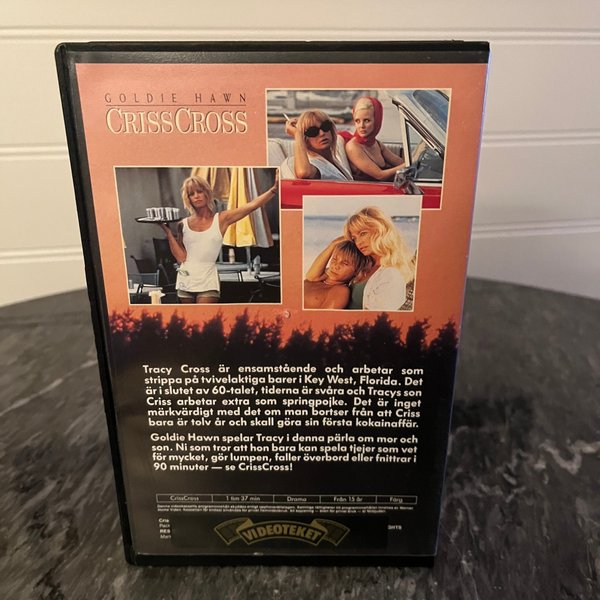 GOLDIE HAWN
CRISSCROSS
Tracy Cross är ensamstående och arbetar som
strippa på tvivelaktiga barer i Key West, Florida. Det
är i slutet av 60-talet, tiderna är svåra och Tracys son
Criss arbetar extra som springpojke. Det är inget
märkvärdigt med det om man bortser från att Criss
bara är tolv år och skall göra sin första kokainaffär.
Goldie Hawn spelar Tracy i denna pärla om mor och
son. Ni som tror att hon bara kan spela tjejer som vet
för mycket, gör lumpen, faller överbord eller fnittrar i
90 minuter — se CrissCross!
CrissCross 1 tim 37 min Drama Från 15 år Färg
VIDEOTEKET